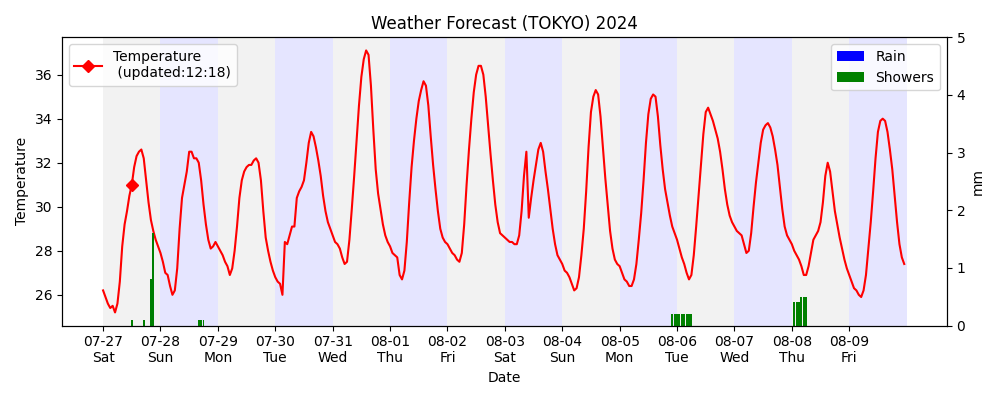 Weather Forecast (TOKYO) 2024
Temperature
(updated:12:18)
Rain
Showers
36
34
32
30
28
26
Temperature
5
4
3
2
1
0
mm
07-27 07-28 07-29 07-30 07-31 08-01 08-02 08-03 08-04 08-05 08-06 08-07 08-08 08-09
Sat Sun Mon Tue Wed Thu Fri Sat Sun Mon Tue Wed Thu Fri
Date